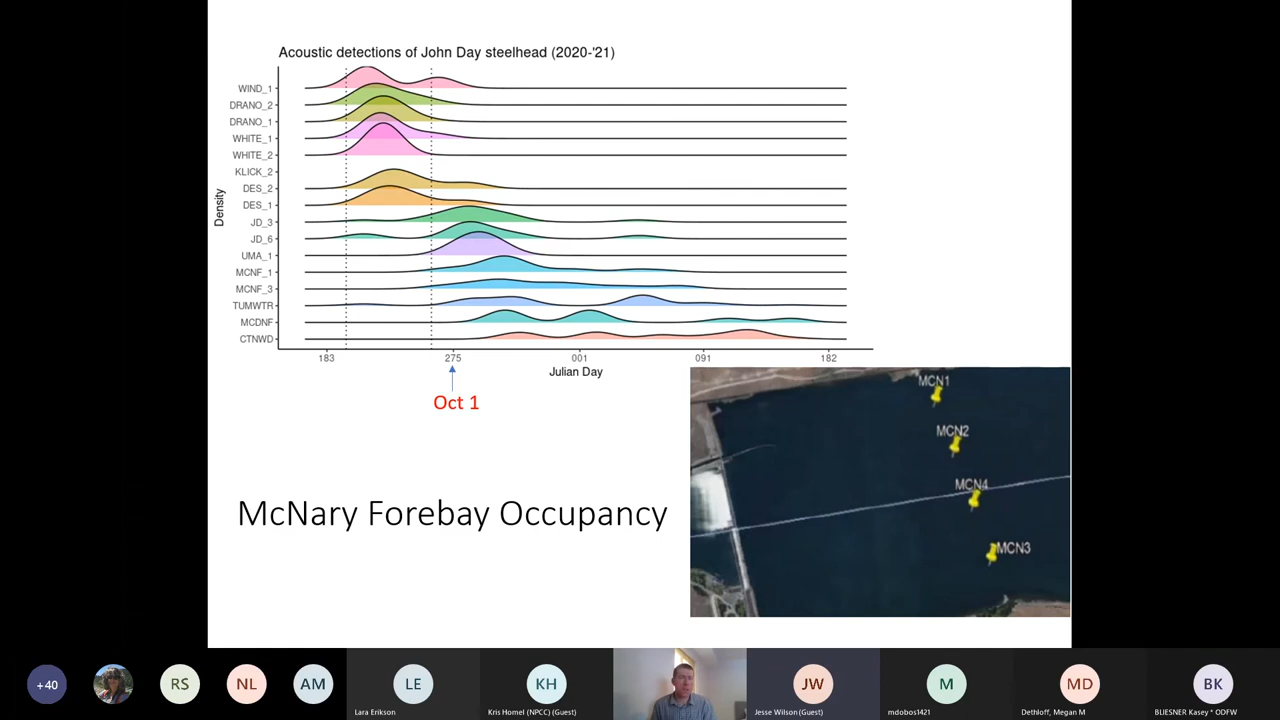 Acoustic detections of John Day steelhead (2020-'21)
WIND_1
DRANO_2
DRANO_1
WHITE_1
WHITE_2
KLICK_2
DES_2
DES_1
JD_3
JD_6
UMA_1
MCNF_1
MCNF_3
TUMWTR
MCDNF
CTNWD
Density
183 275 001 091 182
Julian Day
Oct 1
McNary Forebay Occupancy
MCN1
MCN2
MCN4
MCN3
+40 RS NL AM LE KH JW M MD BK
Lara Erikson Kris Homel (NPCC) (Guest) Jesse Wilson (Guest) mdobos1421 Dethloff, Megan M BLIESNER Kasey * ODFW